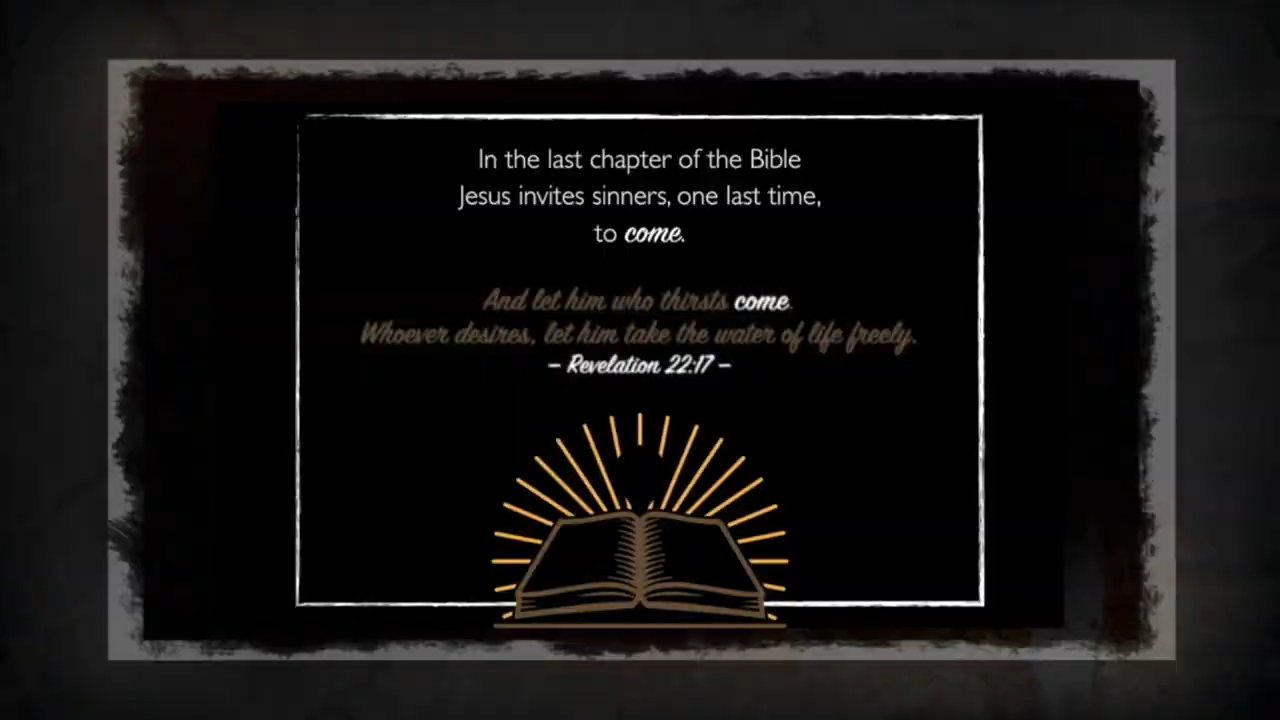 In the last chapter of the Bible
Jesus invites sinners, one last time,
to come.
And let him who thirsts come.
Whoever desires, let him take the water of life freely.
– Revelation 22:17 –